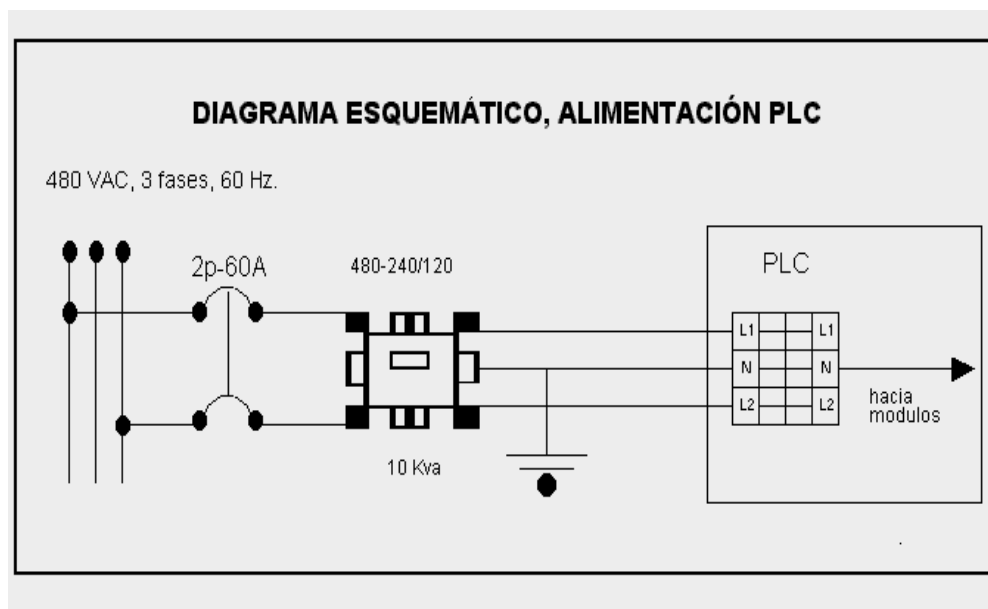 DIAGRAMA ESQUEMÁTICO, ALIMENTACIÓN PLC
480 VAC, 3 fases, 60 Hz.
2p-60A
480-240/120
PLC
L1 L1
N N
L2 L2
hacia
modulos
10 Kva